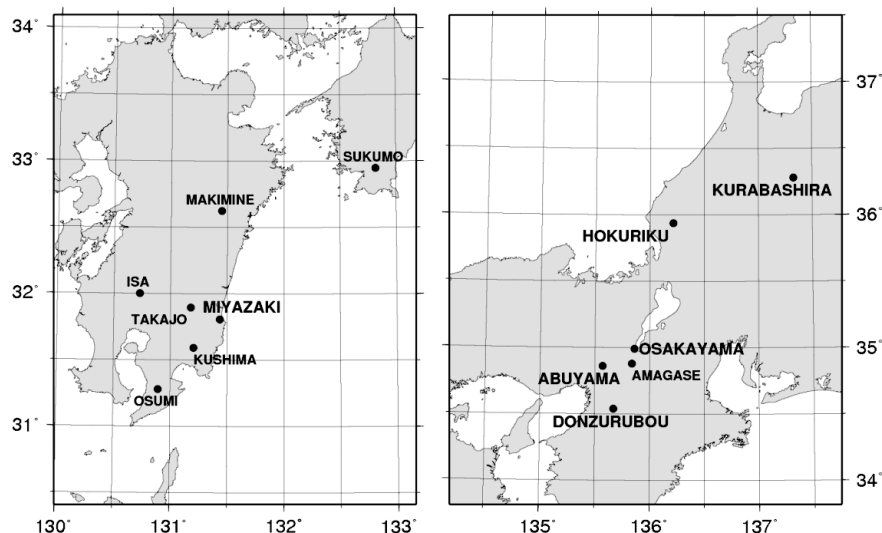 34°
33°
32°
31°
130°
131°
132°
133°
SUKUMO
MAKIMINE
ISA
MIYAZAKI
TAKAJO
KUSHIMA
OSUMI
37°
36°
35°
34°
135°
136°
137°
KURABASHIRA
HOKURIKU
OSAKAYAMA
ABUYAMA
AMAGASE
DONZURUBOU